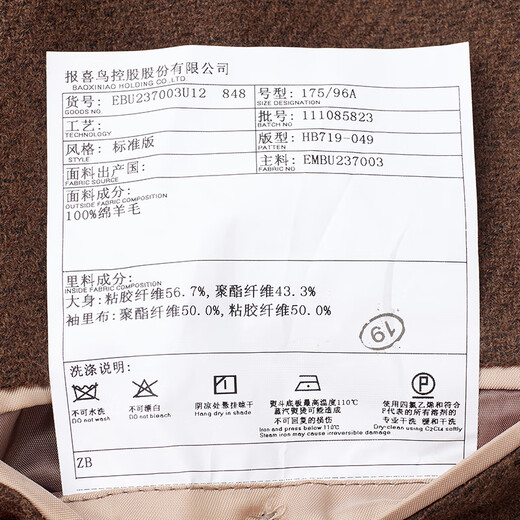 报喜鸟控股股份有限公司
BAOXINIAO HOLDING CO.,LTD.
货号: EBU237003U12 848
GOODS NO.
号型: 175/96A
SIZE DESIGNATION
工艺:
TECHNOLOGY
批号: 111085823
BATCH NO.
风格: 标准版
STYLE
版型: HB719-049
PATTEN
面料出产国:
FABRIC SOURCE
主料: EMBU237003
FABRIC NO.
面料成分:
OUTSIDE FABRIC COMPOSITION
100%绵羊毛
里料成分:
INSIDE FABRIC COMPOSITION
大身: 粘胶纤维56.7%, 聚酯纤维43.3%
袖里布: 聚酯纤维50.0%, 粘胶纤维50.0%
19
洗涤说明:
不可水洗
DO not wash
不可漂白
Do not bleach
阴凉处悬挂晾干
Hang dry in shade
110
熨斗底板最高温度110℃
蒸汽熨烫可能造成
不可回复的损伤
Iron and press below 110℃
Steam iron may cause irreversible damage
P
使用四氯乙烯和符合
F代表的所有溶剂的
专业干洗 缓和干洗
Dry-clean using C2Cl4 softly
ZB